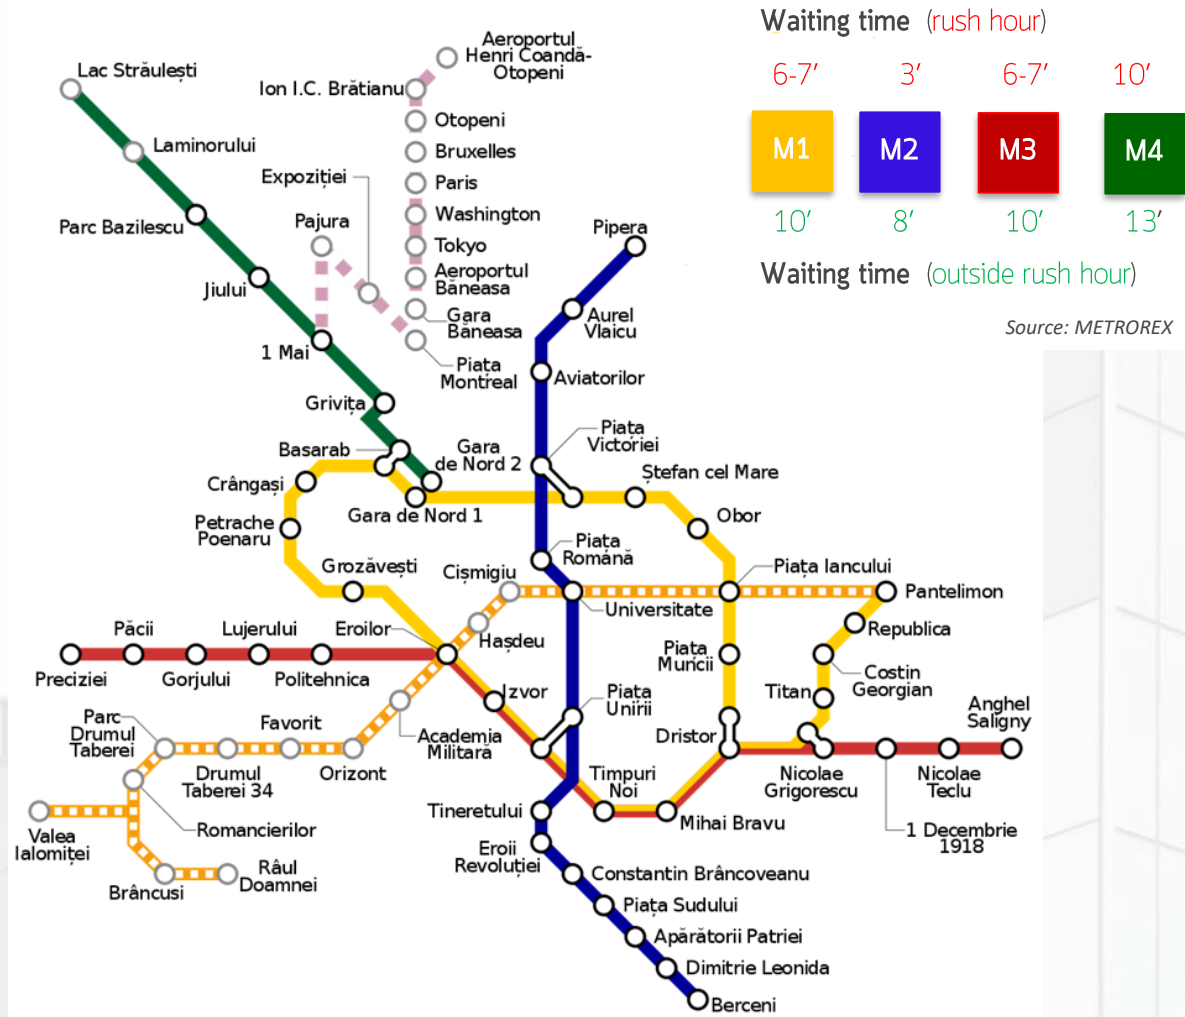 Waiting time (rush hour)
6-7’ 3’ 6-7’ 10’
M1 M2 M3 M4
10’ 8’ 10’ 13’
Waiting time (outside rush hour)
Source: METROREX
Aeroportul
Henri Coandă-
Otopeni
Lac Străulești
Ion I.C. Brătianu
Otopeni
Laminorului
Bruxelles
Expoziției
Paris
Parc Bazilescu
Pajura
Washington
Pipera
Tokyo
Jiului
Aeroportul
Băneasa
Gara
Băneasa
Aurel
Vlaicu
1 Mai
Piața
Montreal
Aviatorilor
Grivița
Basarab
Gara
de Nord 2
Piața
Victoriei
Ștefan cel Mare
Crângași
Gara de Nord 1
Obor
Petrache
Poenaru
Piața
Română
Grozăvești
Cișmigiu
Piața Iancului
Pantelimon
Universitate
Păcii
Lujerului
Eroilor
Hașdeu
Republica
Preciziei
Gorjului
Politehnica
Piața
Muncii
Costin
Georgian
Izvor
Piața
Unirii
Titan
Anghel
Saligny
Parc
Drumul
Taberei
Favorit
Academia
Militară
Dristor
Drumul
Taberei 34
Orizont
Timpuri
Noi
Nicolae
Grigorescu
Nicolae
Teclu
Valea
Ialomiței
Romancierilor
Tineretului
Mihai Bravu
1 Decembrie
1918
Eroii
Revoluției
Brâncusi
Râul
Doamnei
Constantin Brâncoveanu
Piața Sudului
Apărătorii Patriei
Dimitrie Leonida
Berceni